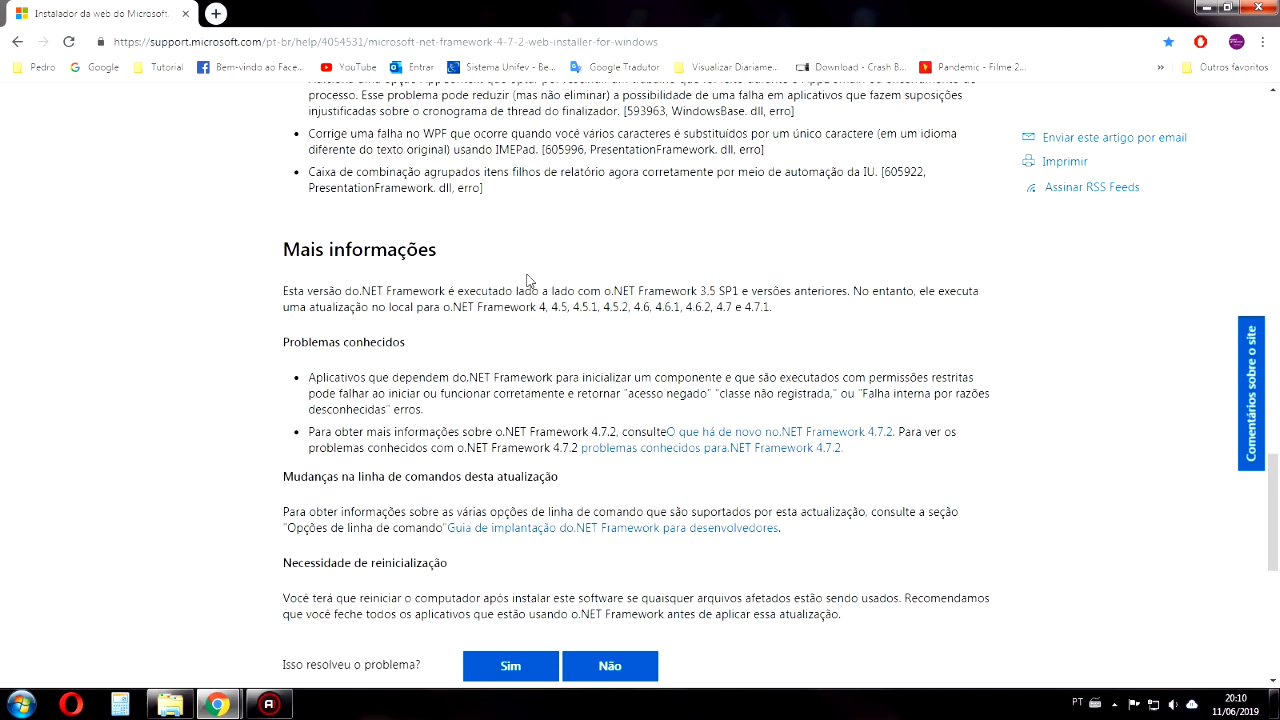 Instalador da web do Microsoft.
https://support.microsoft.com/pt-br/help/4054531/microsoft-net-framework-4-7-2-web-installer-for-windows
Pedro Google Tutorial Bem-vindo ao Face... YouTube Entrar Sistema Unifev - Be... Google Tradutor Visualizar Diariame... Download - Crash B... Pandemic - Filme 2... » Outros favoritos
processo. Esse problema pode reduzir (mas não eliminar) a possibilidade de uma falha em aplicativos que fazem suposições
injustificadas sobre o cronograma de thread do finalizador. [593963, WindowsBase. dll, erro]
Corrige uma falha no WPF que ocorre quando você vários caracteres é substituídos por um único caractere (em um idioma
diferente do texto original) usando IMEPad. [605996, PresentationFramework. dll, erro]
Caixa de combinação agrupados itens filhos de relatório agora corretamente por meio de automação da IU. [605922,
PresentationFramework. dll, erro]
Enviar este artigo por email
Imprimir
Assinar RSS Feeds
Mais informações
Esta versão do.NET Framework é executado lado a lado com o.NET Framework 3.5 SP1 e versões anteriores. No entanto, ele executa
uma atualização no local para o.NET Framework 4, 4.5, 4.5.1, 4.5.2, 4.6, 4.6.1, 4.6.2, 4.7 e 4.7.1.
Problemas conhecidos
Aplicativos que dependem do.NET Framework para inicializar um componente e que são executados com permissões restritas
pode falhar ao iniciar ou funcionar corretamente e retornar "acesso negado" "classe não registrada," ou "Falha interna por razões
desconhecidas" erros.
Para obter mais informações sobre o.NET Framework 4.7.2, consulteO que há de novo no.NET Framework 4.7.2. Para ver os
problemas conhecidos com o.NET Framework 4.7.2 problemas conhecidos para.NET Framework 4.7.2.
Mudanças na linha de comandos desta atualização
Para obter informações sobre as várias opções de linha de comando que são suportados por esta actualização, consulte a seção
"Opções de linha de comando"Guia de implantação do.NET Framework para desenvolvedores.
Necessidade de reinicialização
Você terá que reiniciar o computador após instalar este software se quaisquer arquivos afetados estão sendo usados. Recomendamos
que você feche todos os aplicativos que estão usando o.NET Framework antes de aplicar essa atualização.
Isso resolveu o problema? Sim Não
Comentários sobre o site
PT
20:10
11/06/2019